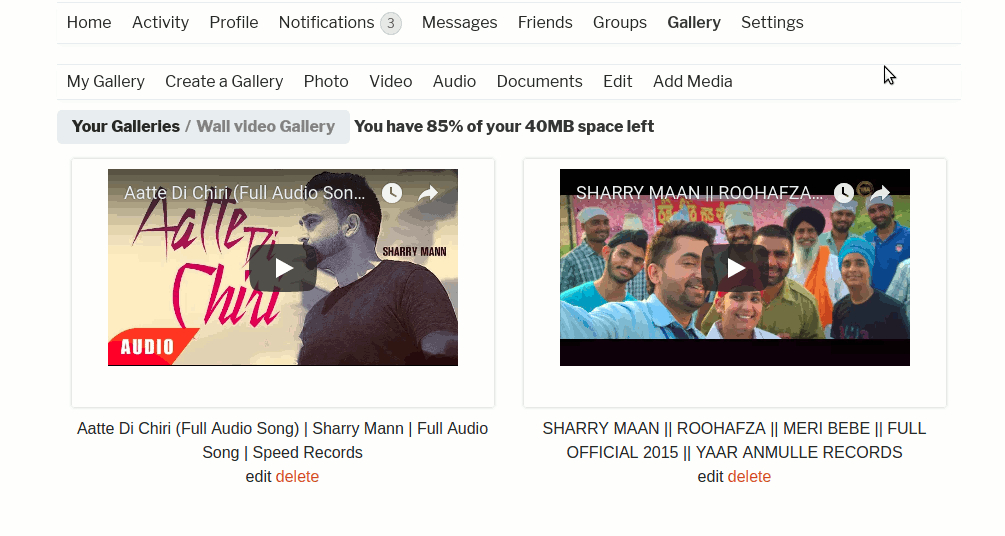 Home Activity Profile Notifications 3 Messages Friends Groups Gallery Settings
My Gallery Create a Gallery Photo Video Audio Documents Edit Add Media
Your Galleries / Wall video Gallery You have 85% of your 40MB space left
Aatte Di Chiri (Full Audio Son...
Aatte Di
Chiri
SHARRY MANN
AUDIO
SHARRY MAAN || ROOHAFZA...
YAAR
Aatte Di Chiri (Full Audio Song) | Sharry Mann | Full Audio
Song | Speed Records
edit delete
SHARRY MAAN || ROOHAFZA || MERI BEBE || FULL
OFFICIAL 2015 || YAAR ANMULLE RECORDS
edit delete